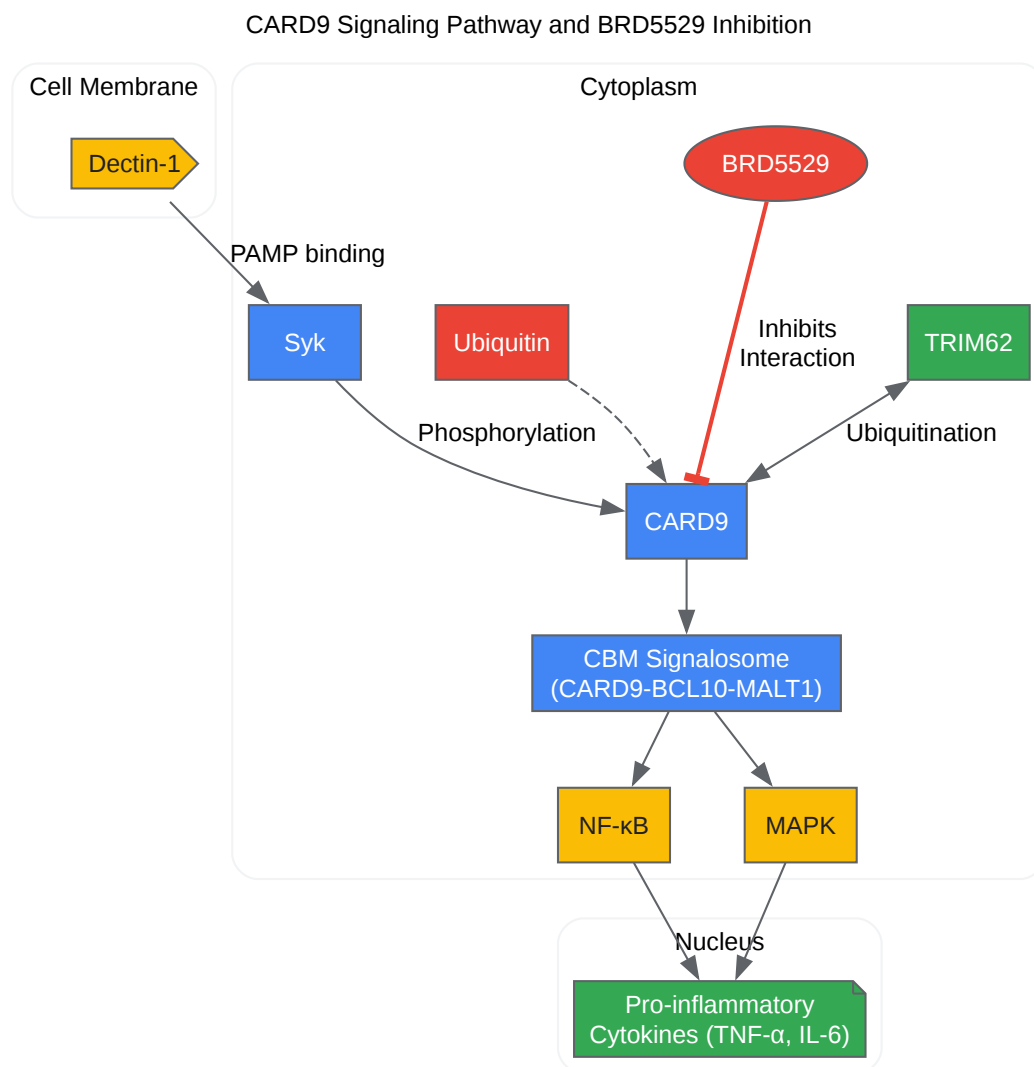 CARD9 Signaling Pathway and BRD5529 Inhibition
Cell Membrane
Cytoplasm
Dectin-1
BRD5529
PAMP binding
Syk
Ubiquitin
Inhibits
Interaction
TRIM62
Phosphorylation
Ubiquitination
CARD9
CBM Signalosome
(CARD9-BCL10-MALT1)
NF-κB
MAPK
Nucleus
Pro-inflammatory
Cytokines (TNF-α, IL-6)